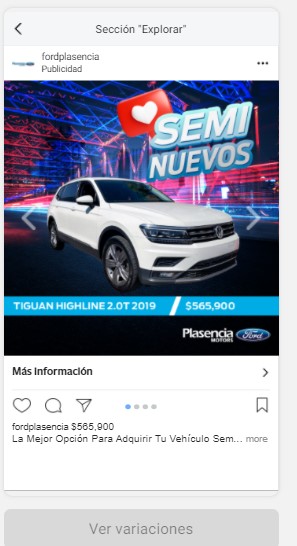 Sección "Explorar"
fordplasencia
Publicidad
SEMI
NUEVOS
TIGUAN HIGHLINE 2.0T 2019 $565,900
Plasencia
MOTORS
Ford
Más Información
fordplasencia $565,900
La Mejor Opción Para Adquirir Tu Vehículo Sem... more
Ver variaciones